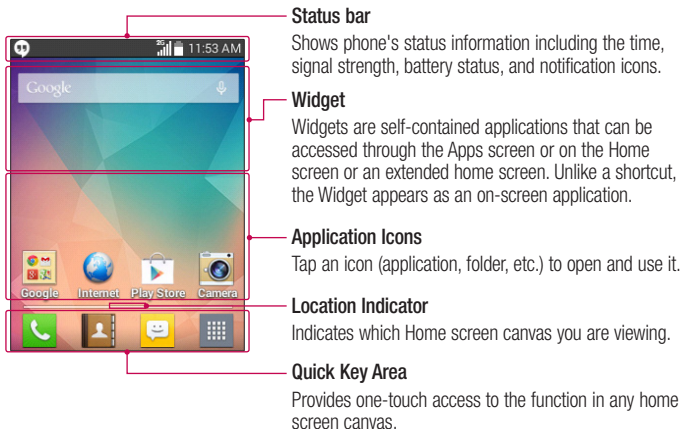 Status bar
Shows phone's status information including the time,
signal strength, battery status, and notification icons.
Widget
Widgets are self-contained applications that can be
accessed through the Apps screen or on the Home
screen or an extended home screen. Unlike a shortcut,
the Widget appears as an on-screen application.
Application Icons
Tap an icon (application, folder, etc.) to open and use it.
Location Indicator
Indicates which Home screen canvas you are viewing.
Quick Key Area
Provides one-touch access to the function in any home
screen canvas.
2G 11:53 AM
Google
Google Internet Play Store Camera